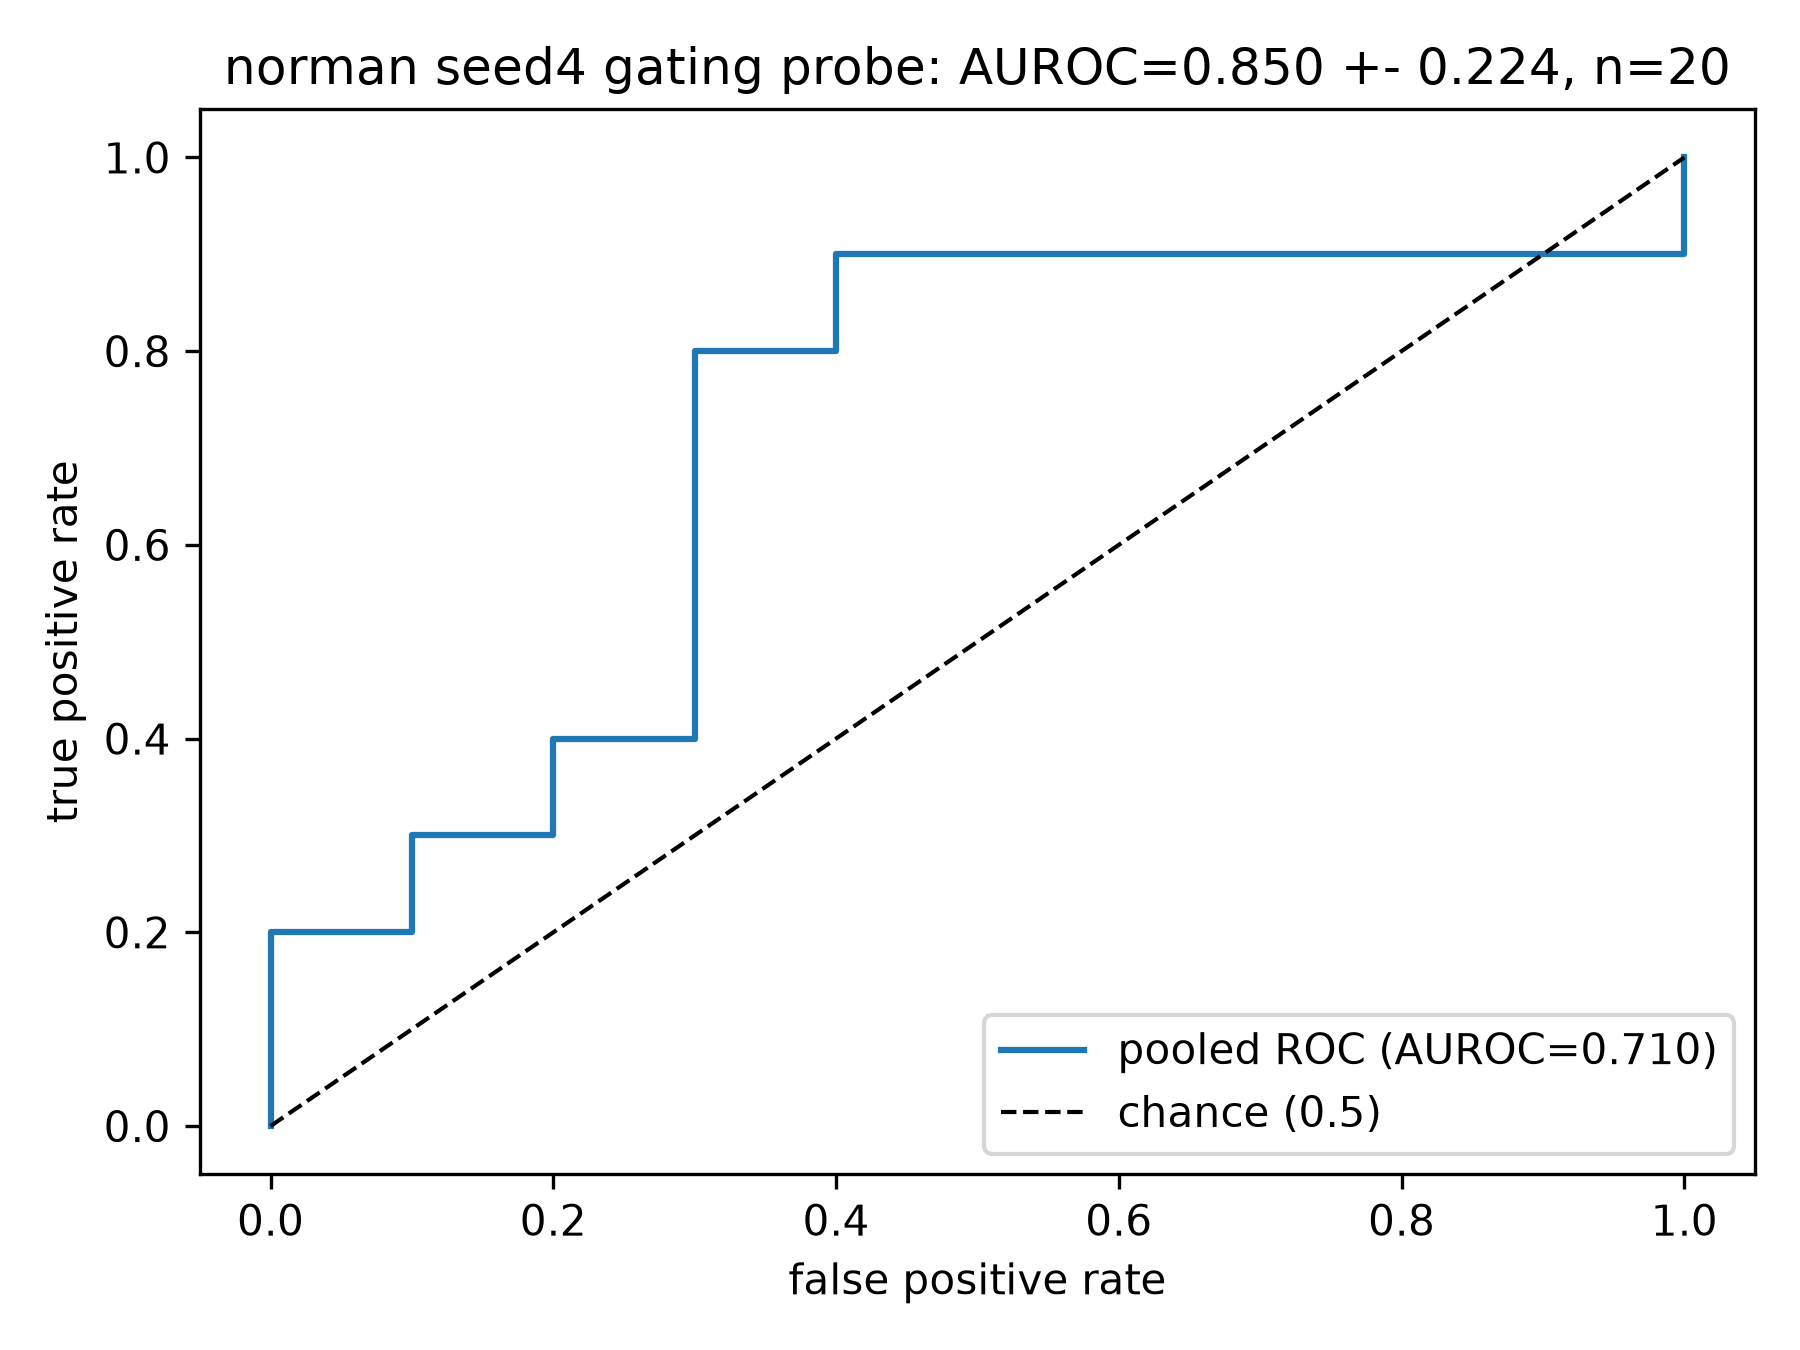 norman seed4 gating probe: AUROC=0.850 +- 0.224, n=20
1.0
0.8
0.6
0.4
0.2
0.0
true positive rate
pooled ROC (AUROC=0.710)
chance (0.5)
0.0 0.2 0.4 0.6 0.8 1.0
false positive rate